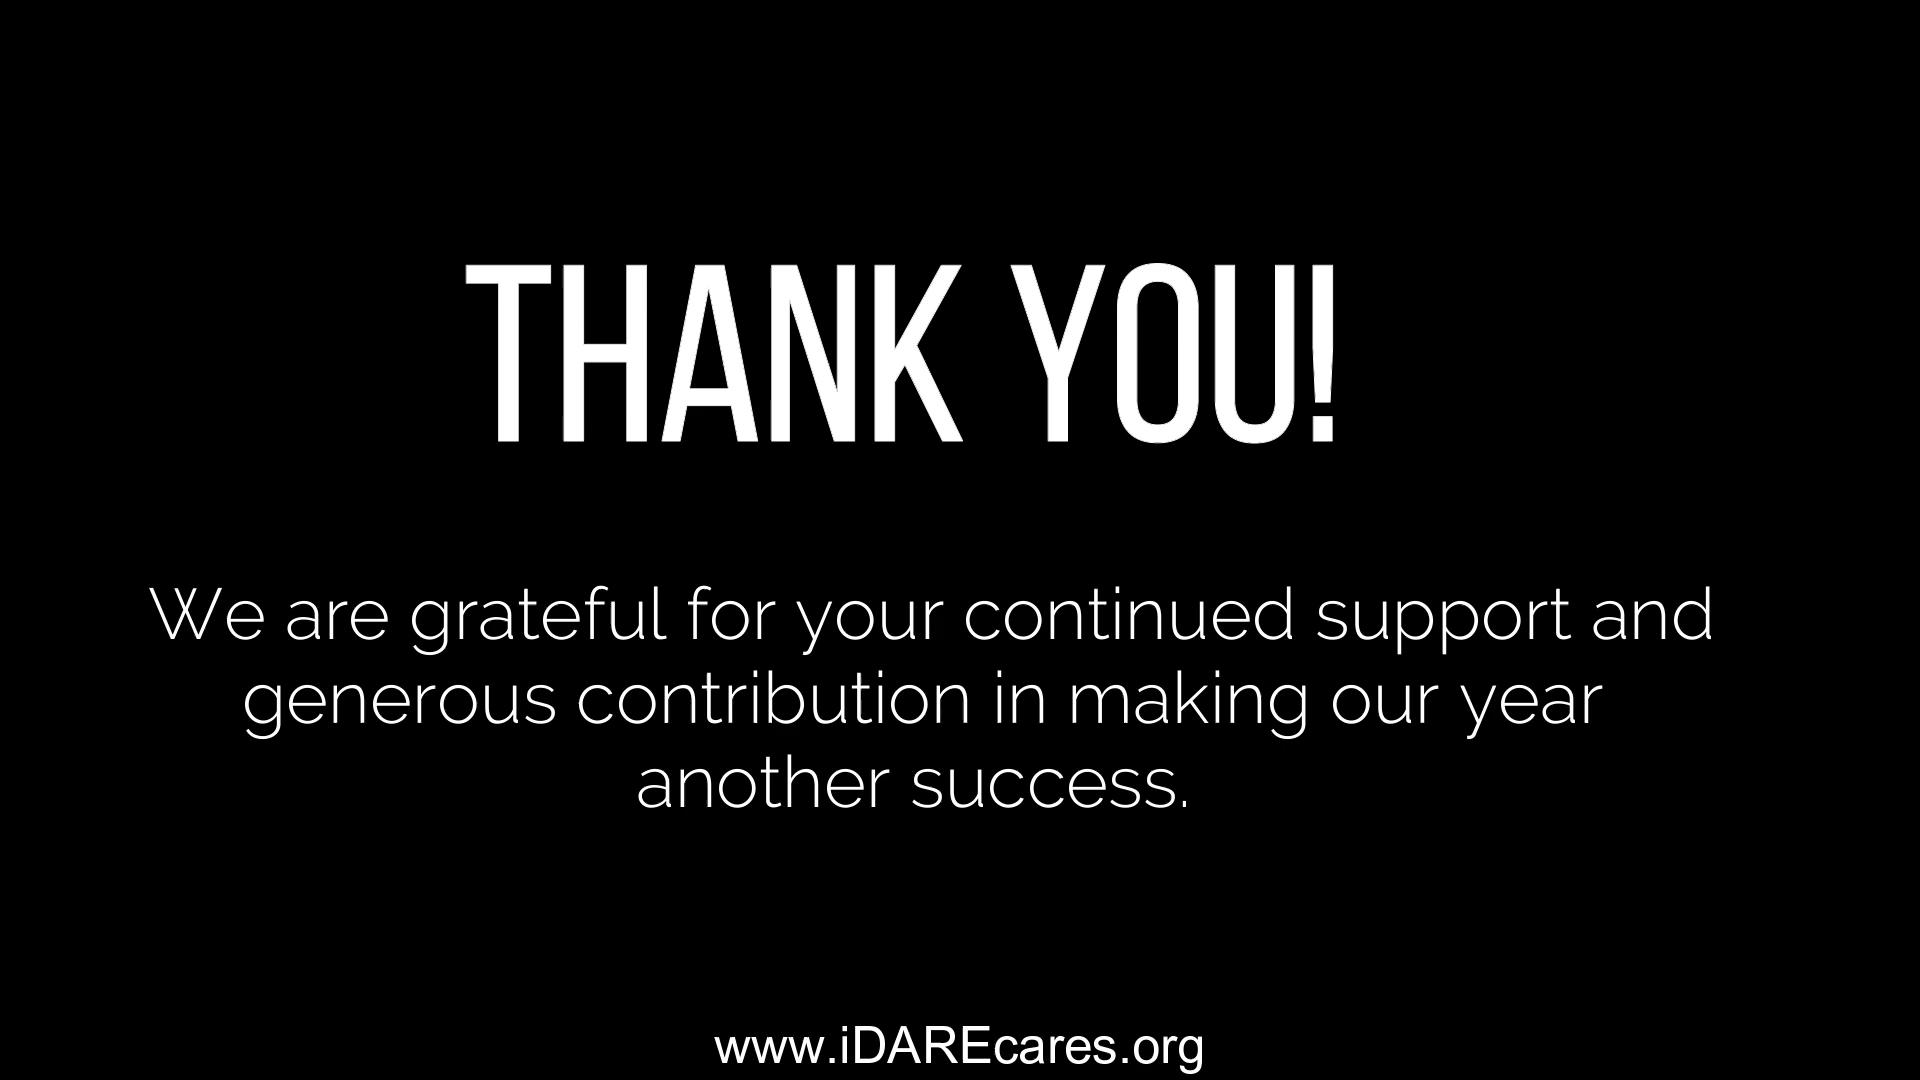 THANK YOU!
We are grateful for your continued support and
generous contribution in making our year
another success.
www.iDAREcares.org